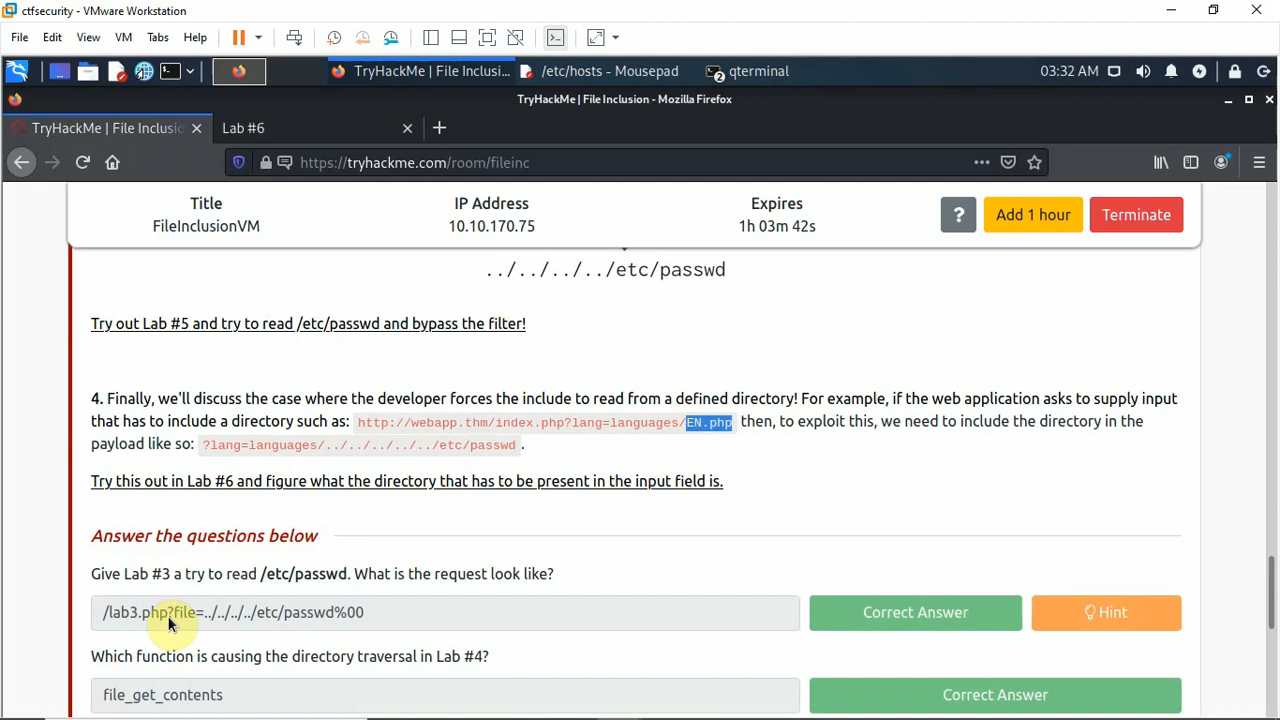 ctfsecurity - VMware Workstation
File Edit View VM Tabs Help
TryHackMe | File Inclusi... /etc/hosts - Mousepad 2 qterminal 03:32 AM
TryHackMe | File Inclusion - Mozilla Firefox
TryHackMe | File Inclusio Lab #6
https://tryhackme.com/room/fileinc
Title IP Address Expires
FileInclusionVM 10.10.170.75 1h 03m 42s ? Add 1 hour Terminate
../../../../etc/passwd
Try out Lab #5 and try to read /etc/passwd and bypass the filter!
4. Finally, we'll discuss the case where the developer forces the include to read from a defined directory! For example, if the web application asks to supply input
that has to include a directory such as: http://webapp.thm/index.php?lang=languages/EN.php then, to exploit this, we need to include the directory in the
payload like so: ?lang=languages/../../../../../etc/passwd .
Try this out in Lab #6 and figure what the directory that has to be present in the input field is.
Answer the questions below
Give Lab #3 a try to read /etc/passwd. What is the request look like?
/lab3.php?file=../../../../etc/passwd%00 Correct Answer Hint
Which function is causing the directory traversal in Lab #4?
file_get_contents Correct Answer